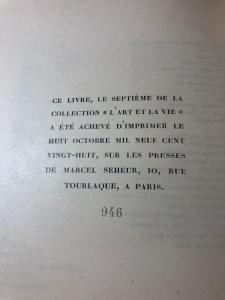 CE LIVRE, LE SEPTIÈME DE LA
COLLECTION « L'ART ET LA VIE »
A ÉTÉ ACHEVÉ D'IMPRIMER LE
HUIT OCTOBRE MIL NEUF CENT
VINGT-HUIT, SUR LES PRESSES
DE MARCEL SEHEUR, 10, RUE
TOURLAQUE, A PARIS.
946